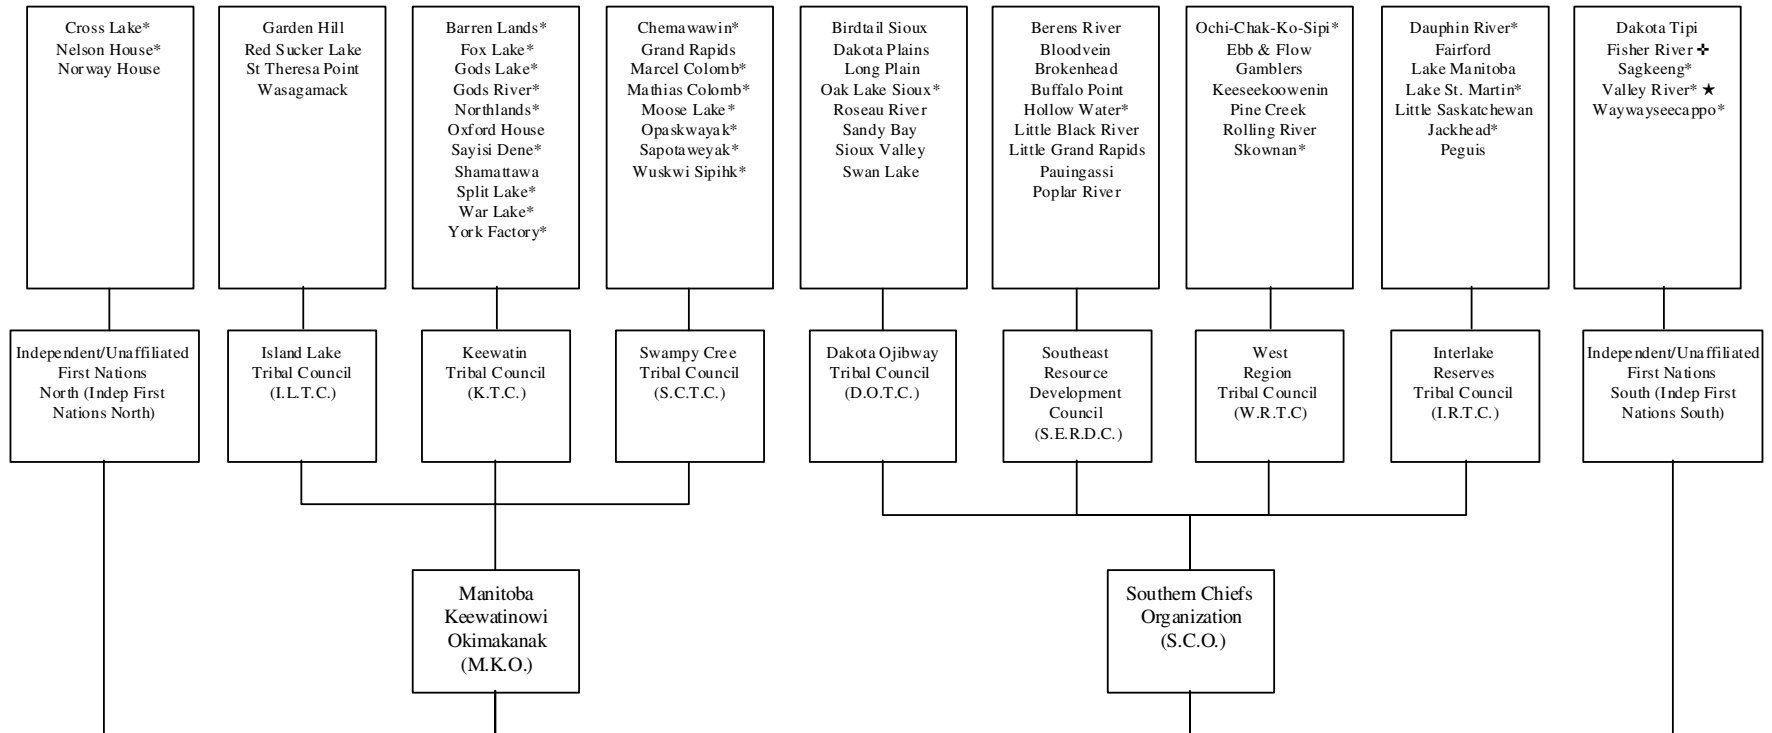 Cross Lake*
Nelson House*
Norway House
Garden Hill
Red Sucker Lake
St Theresa Point
Wasagamack
Barren Lands*
Fox Lake*
Gods Lake*
Gods River*
Northlands*
Oxford House
Sayisi Dene*
Shamattawa
Split Lake*
War Lake*
York Factory*
Chemawawin*
Grand Rapids
Marcel Colomb*
Mathias Colomb*
Moose Lake*
Opaskwayak*
Sapotaweyak*
Wuskwi Sipihk*
Birdtail Sioux
Dakota Plains
Long Plain
Oak Lake Sioux*
Roseau River
Sandy Bay
Sioux Valley
Swan Lake
Berens River
Bloodvein
Brokenhead
Buffalo Point
Hollow Water*
Little Black River
Little Grand Rapids
Pauingassi
Poplar River
Ochi-Chak-Ko-Sipi*
Ebb & Flow
Gamblers
Keeseekoowenin
Pine Creek
Rolling River
Skownan*
Dauphin River*
Fairford
Lake Manitoba
Lake St. Martin*
Little Saskatchewan
Jackhead*
Peguis
Dakota Tipi
Fisher River ✢
Sagkeeng*
Valley River* ★
Waywayseecappo*
Independent/Unaffiliated
First Nations
North (Indep First
Nations North)
Island Lake
Tribal Council
(I.L.T.C.)
Keewatin
Tribal Council
(K.T.C.)
Swampy Cree
Tribal Council
(S.C.T.C.)
Dakota Ojibway
Tribal Council
(D.O.T.C.)
Southeast
Resource
Development
Council
(S.E.R.D.C.)
West
Region
Tribal Council
(W.R.T.C)
Interlake
Reserves
Tribal Council
(I.R.T.C.)
Independent/Unaffiliated
First Nations
South (Indep First
Nations South)
Manitoba
Keewatinowi
Okimakanak
(M.K.O.)
Southern Chiefs
Organization
(S.C.O.)